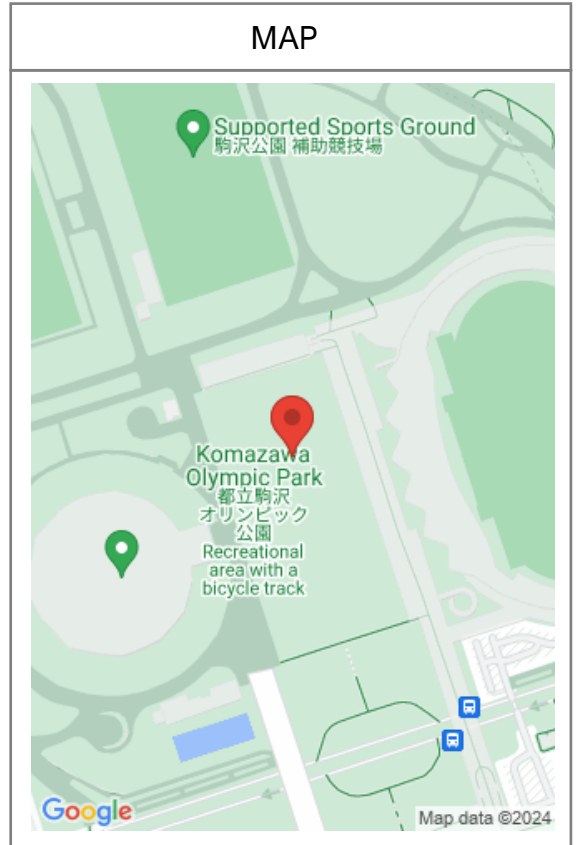 MAP
Supported Sports Ground
駒沢公園 補助競技場
Komazawa
Olympic Park
都立駒沢
オリンピック
公園
Recreational
area with a
bicycle track
Google
Map data ©2024